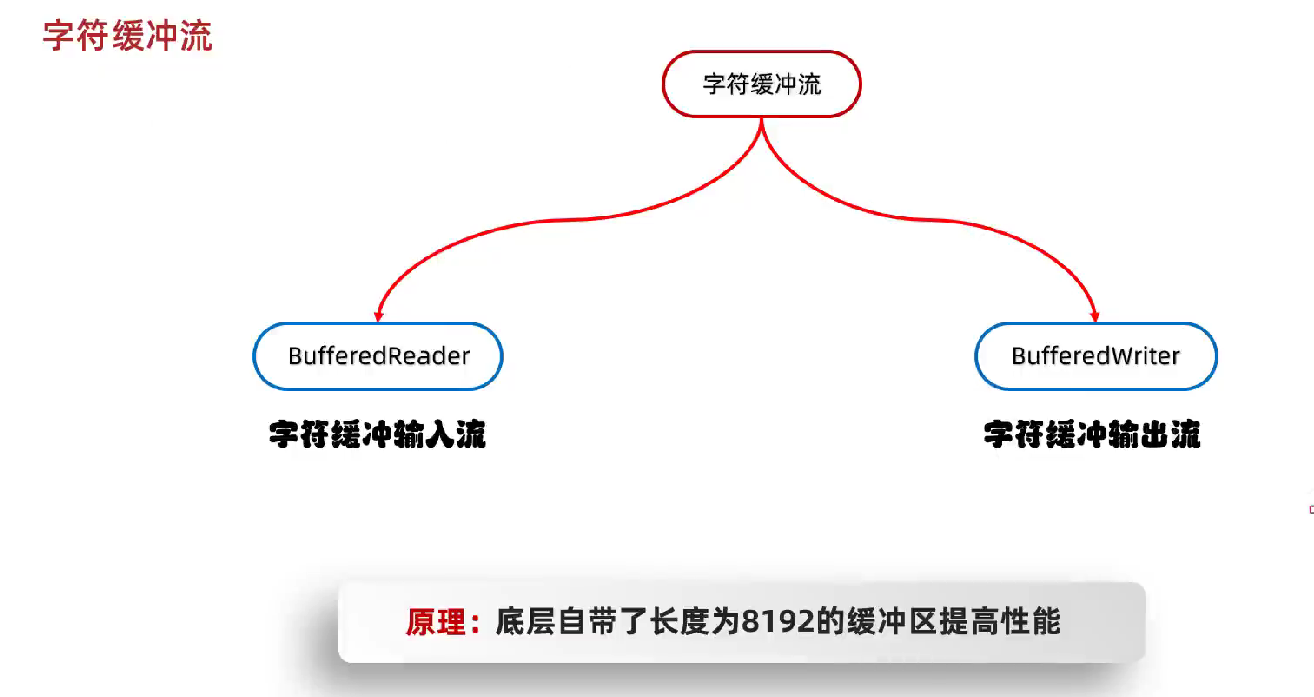 字符缓冲流
字符缓冲流
BufferedReader
BufferedWriter
字符缓冲输入流
字符缓冲输出流
原理：底层自带了长度为8192的缓冲区提高性能